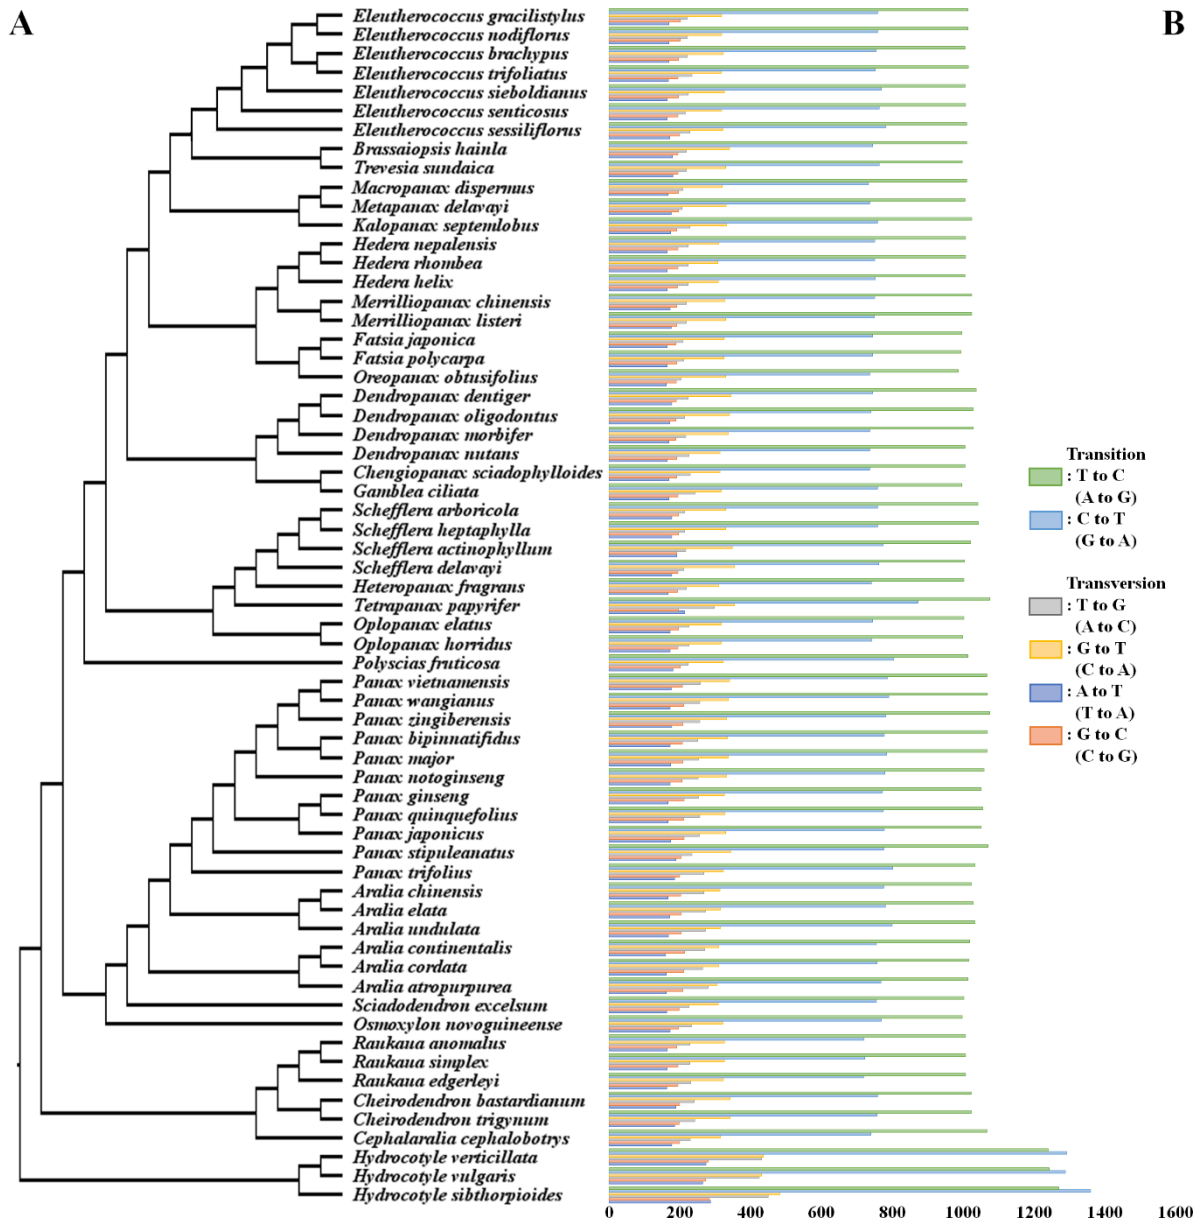 A
B
Eleutherococcus gracilistylus
Eleutherococcus nodiflorus
Eleutherococcus brachypus
Eleutherococcus trifoliatus
Eleutherococcus sieboldianus
Eleutherococcus senticosus
Eleutherococcus sessiliflorus
Brassaiopsis hainla
Trevesia sundaica
Macropanax dispermus
Metapanax delavayi
Kalopanax septemlobus
Hedera nepalensis
Hedera rhombea
Hedera helix
Merrilliopanax chinensis
Merrilliopanax listeri
Fatsia japonica
Fatsia polycarpa
Oreopanax obtusifolius
Dendropanax dentiger
Dendropanax oligodontus
Dendropanax morbifer
Dendropanax nutans
Chengiopanax sciadophylloides
Gamblea ciliata
Schefflera arboricola
Schefflera heptaphylla
Schefflera actinophyllum
Schefflera delavayi
Heteropanax fragrans
Tetrapanax papyrifer
Oplopanax elatus
Oplopanax horridus
Polyscias fruticosa
Panax vietnamensis
Panax wangianus
Panax zingiberensis
Panax bipinnatifidus
Panax major
Panax notoginseng
Panax ginseng
Panax quinquefolius
Panax japonicus
Panax stipuleanatus
Panax trifolius
Aralia chinensis
Aralia elata
Aralia undulata
Aralia continentalis
Aralia cordata
Aralia atropurpurea
Sciadodendron excelsum
Osmoxylon novoguineense
Raukaua anomalus
Raukaua simplex
Raukaua edgerleyi
Cheirodendron bastardianum
Cheirodendron trigynum
Cephalaralia cephalobotrys
Hydrocotyle verticillata
Hydrocotyle vulgaris
Hydrocotyle sibthorpioides
Transition
: T to C
(A to G)
: C to T
(G to A)
Transversion
: T to G
(A to C)
: G to T
(C to A)
: A to T
(T to A)
: G to C
(C to G)
0 200 400 600 800 1000 1200 1400 1600